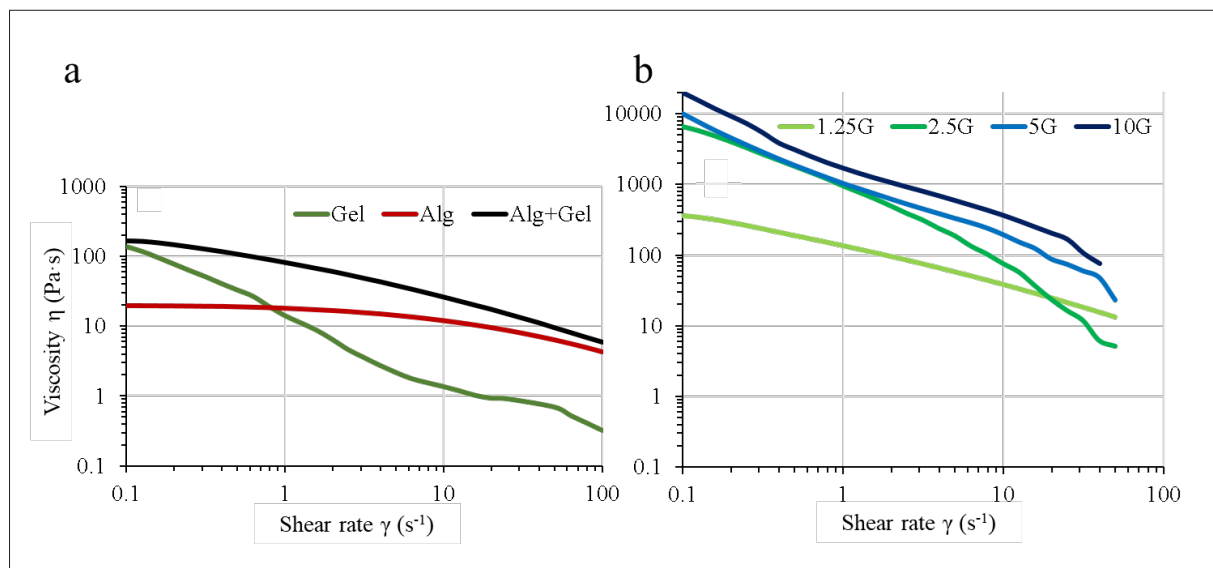 a
1000
100
10
1
0.1
Viscosity η (Pa·s)
Gel
Alg
Alg+Gel
0.1
1
10
100
Shear rate γ (s⁻¹)
b
10000
1000
100
10
1
0.1
1.25G
2.5G
5G
10G
0.1
1
10
100
Shear rate γ (s⁻¹)